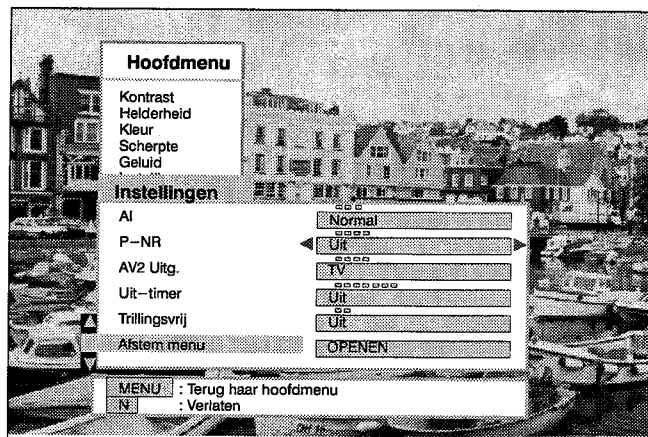 Hoofdmenu
Kontrast
Helderheid
Kleur
Scherpte
Geluid
Instellingen
AI Normal
P-NR Uit
AV2 Uitg. TV
Uit-timer Uit
Trillingsvrij Uit
Afstem menu OPENEN
MENU : Terug haar hoofdmenu
N : Verlaten